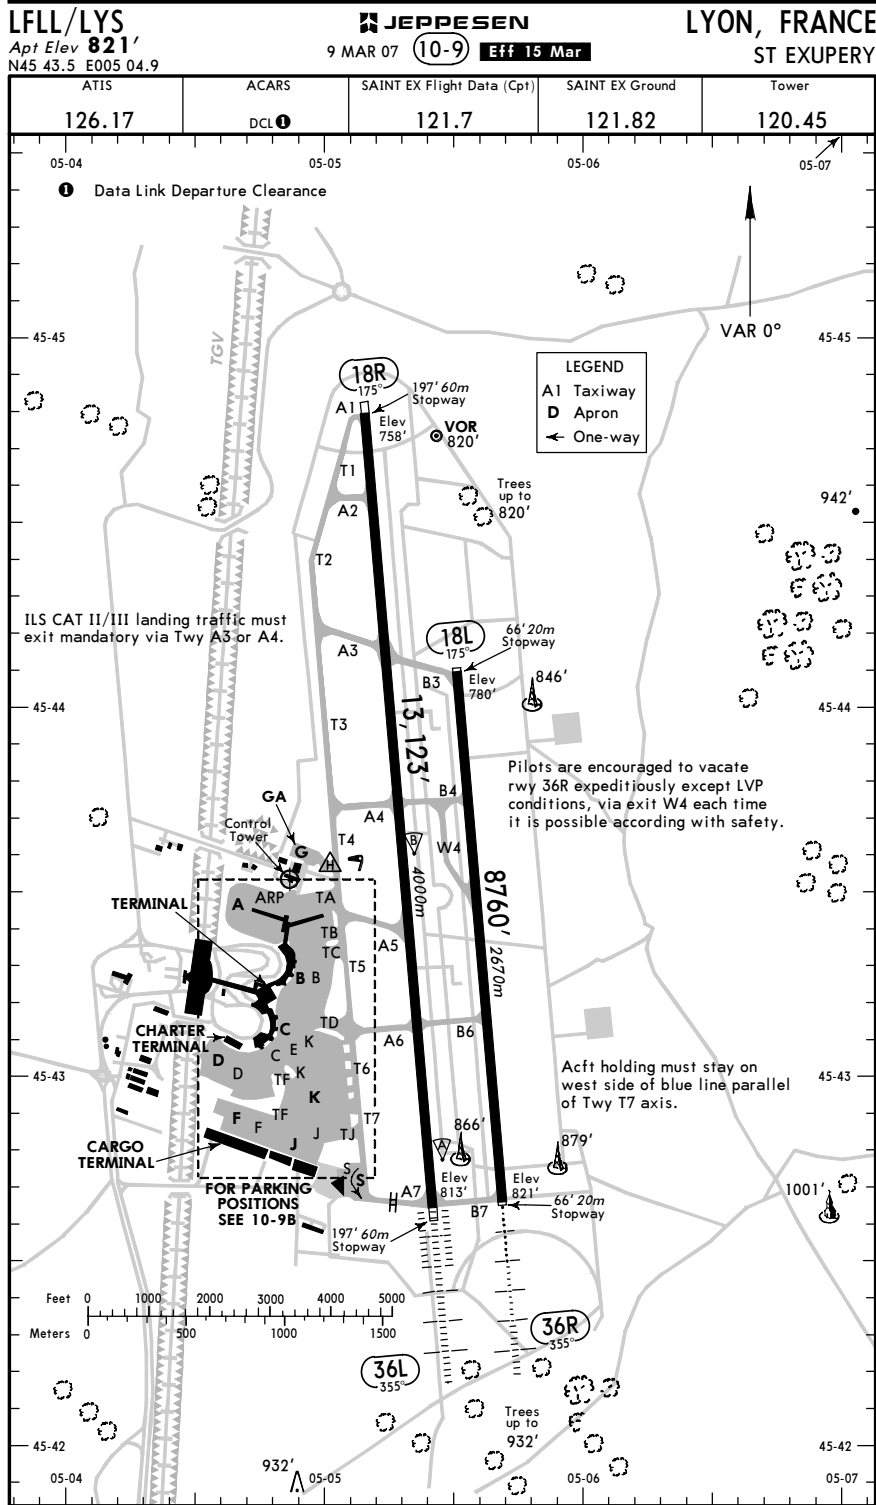 LFLL/LYS
Apt Elev 821'
N45 43.5 E005 04.9
JEPPESEN
9 MAR 07 10-9 Eff 15 Mar
LYON, FRANCE
ST EXUPERY
ATIS
126.17
ACARS
DCL ❶
SAINT EX Flight Data (Cpt)
121.7
SAINT EX Ground
121.82
Tower
120.45
05-04
05-05
05-06
05-07
❶ Data Link Departure Clearance
TGV
VAR 0°
45-45
45-45
18R
175°
197' 60m
Stopway
A1
Elev
758'
VOR
820'
LEGEND
A1 Taxiway
D Apron
One-way
T1
A2
T2
Trees
up to
820'
942'
ILS CAT II/III landing traffic must
exit mandatory via Twy A3 or A4.
18L
175°
66' 20m
Stopway
A3
B3
Elev
780'
846'
45-44
45-44
T3
13,123'
4000m
Pilots are encouraged to vacate
rwy 36R expeditiously except LVP
conditions, via exit W4 each time
it is possible according with safety.
GA
Control
Tower
G
H
T4
A4
B4
B
W4
8760'
2670m
TERMINAL
A
ARP
TA
TB
TC
A5
T5
B
B
CHARTER
TERMINAL
C
TD
K
E
C
A6
B6
D
D
TF
K
T6
K
45-43
45-43
Acft holding must stay on
west side of blue line parallel
of Twy T7 axis.
F
F
TF
J
J
TJ
T7
CARGO
TERMINAL
S
S
A
866'
879'
1001'
Elev
813'
Elev
821'
A7
H
B7
66' 20m
Stopway
FOR PARKING
POSITIONS
SEE 10-9B
197' 60m
Stopway
Feet 0 1000 2000 3000 4000 5000
Meters 0 500 1000 1500
36R
355°
36L
355°
Trees
up to
932'
45-42
45-42
932'
05-04
05-05
05-06
05-07